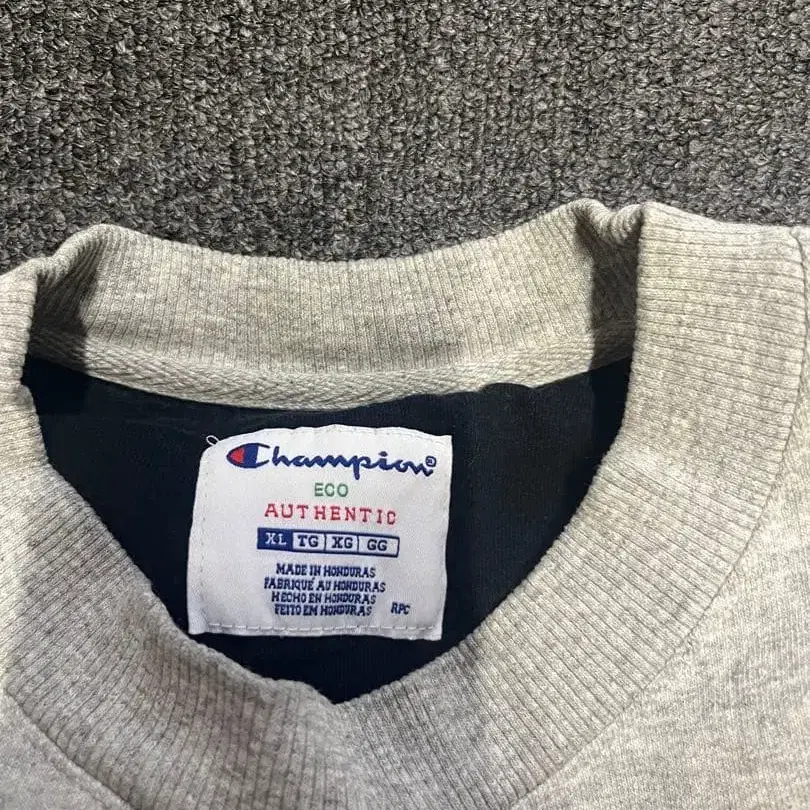 Champion®
ECO
AUTHENTIC
XL TG XG GG
MADE IN HONDURAS
FABRIQUÉ AU HONDURAS
HECHO EN HONDURAS
FEITO EM HONDURAS RPC